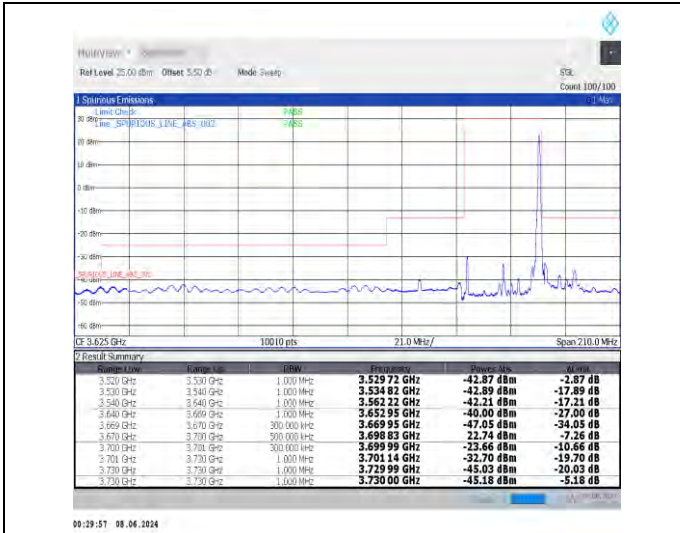 MultiView
Ref Level 25.00 dBm Offset 5.50 dB Mode Sweep SGL
Count 100/100
1 Spurious Emissions
Limit Check PASS
Line _SPURIOUS_LINE_ABS_002 PASS
30 dBm
20 dBm
10 dBm
0 dBm
-10 dBm
-20 dBm
-30 dBm
-50 dBm
-60 dBm
CF 3.625 GHz 10010 pts 21.0 MHz/ Span 210.0 MHz
2 Result Summary
Range Low Range Up RBW Frequency Power Abs ΔLimit
3.520 GHz 3.530 GHz 1.000 MHz 3.529 72 GHz -42.87 dBm -2.87 dB
3.530 GHz 3.540 GHz 1.000 MHz 3.534 82 GHz -42.89 dBm -17.89 dB
3.540 GHz 3.640 GHz 1.000 MHz 3.562 22 GHz -42.21 dBm -17.21 dB
3.640 GHz 3.669 GHz 1.000 MHz 3.652 95 GHz -40.00 dBm -27.00 dB
3.669 GHz 3.670 GHz 300.000 kHz 3.669 95 GHz -47.05 dBm -34.05 dB
3.670 GHz 3.700 GHz 500.000 kHz 3.698 83 GHz 22.74 dBm -7.26 dB
3.700 GHz 3.701 GHz 300.000 kHz 3.699 99 GHz -23.66 dBm -10.66 dB
3.701 GHz 3.730 GHz 1.000 MHz 3.701 14 GHz -32.70 dBm -19.70 dB
3.730 GHz 3.730 GHz 1.000 MHz 3.729 99 GHz -45.03 dBm -20.03 dB
3.730 GHz 3.730 GHz 1.000 MHz 3.730 00 GHz -45.18 dBm -5.18 dB
00:29:57 08.06.2024